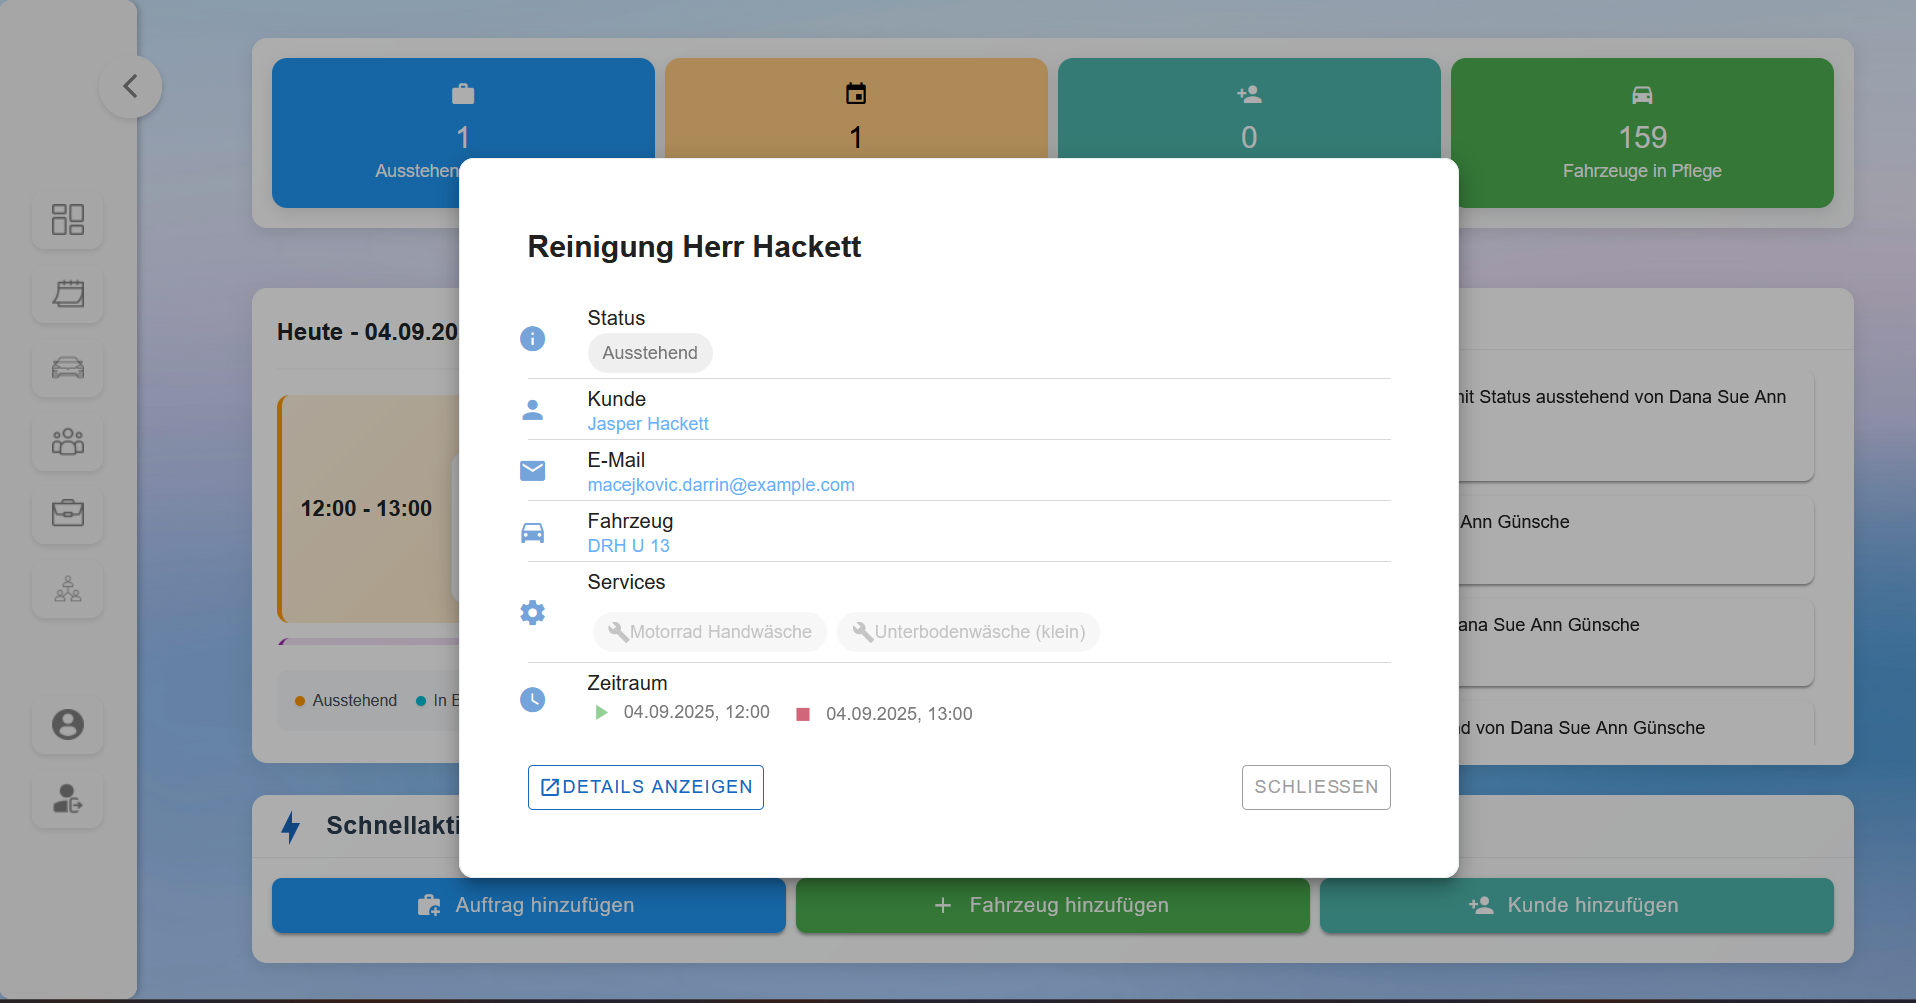 1
Ausstehen
1
0
159
Fahrzeuge in Pflege
Reinigung Herr Hackett
Status
Ausstehend
Kunde
Jasper Hackett
E-Mail
macejkovic.darrin@example.com
Fahrzeug
DRH U 13
Services
Motorrad Handwäsche
Unterbodenwäsche (klein)
Zeitraum
04.09.2025, 12:00
04.09.2025, 13:00
DETAILS ANZEIGEN
SCHLIESSEN
Heute - 04.09.20
12:00 - 13:00
Ausstehend
In
it Status ausstehend von Dana Sue Ann
Ann Günsche
ana Sue Ann Günsche
d von Dana Sue Ann Günsche
Schnellakti
Auftrag hinzufügen
Fahrzeug hinzufügen
Kunde hinzufügen